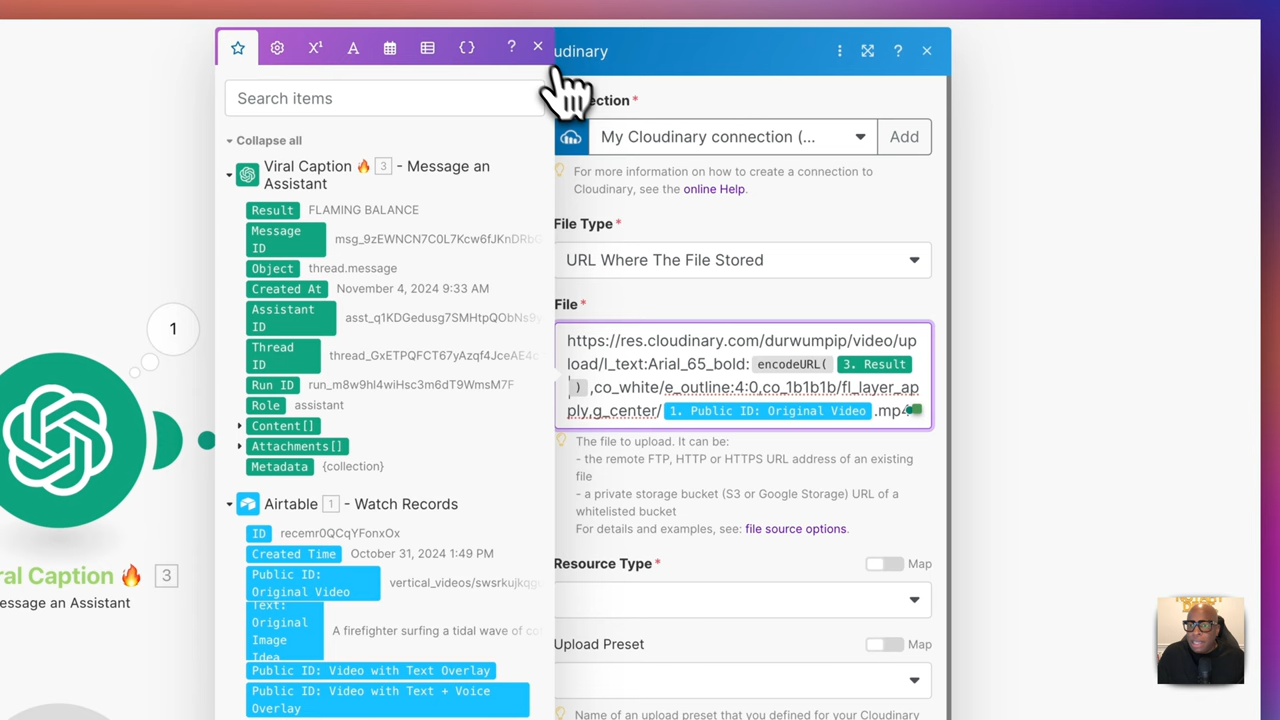 X¹ A ?
udinary
?
Search items
Collapse all
Viral Caption 🔥 3 - Message an
Assistant
Result FLAMING BALANCE
Message
ID
msg_9zEWNCN7C0L7Kcw6fJKnDRb
Object thread.message
Created At November 4, 2024 9:33 AM
Assistant
ID
asst_q1KDGedusg7SMHtpQObNs9
Thread
ID
thread_GxETPQFCT67yAzqf4JceAE4c
Run ID run_m8w9hl4wiHsc3m6dT9WmsM7F
Role assistant
Content[]
Attachments[]
Metadata {collection}
Airtable 1 - Watch Records
ID recemr0QCqYFonxOx
Created Time October 31, 2024 1:49 PM
Public ID:
Original Video
vertical_videos/swsrkujkqg
Text:
Original
Image
Idea
A firefighter surfing a tidal wave of co
Public ID: Video with Text Overlay
Public ID: Video with Text + Voice
Overlay
ection *
My Cloudinary connection (...
Add
For more information on how to create a connection to
Cloudinary, see the online Help.
File Type *
URL Where The File Stored
File *
https://res.cloudinary.com/durwumpip/video/up
load/l_text:Arial_65_bold: encodeURL( 3. Result
) ,co_white/e_outline:4:0,co_1b1b1b/fl_layer_ap
ply,g_center/ 1. Public ID: Original Video .mp4
The file to upload. It can be:
- the remote FTP, HTTP or HTTPS URL address of an existing
file
- a private storage bucket (S3 or Google Storage) URL of a
whitelisted bucket
For details and examples, see: file source options.
Resource Type *
Map
Upload Preset
Map
Name of an upload preset that you defined for your Cloudinary
1
ral Caption 🔥 3
essage an Assistant